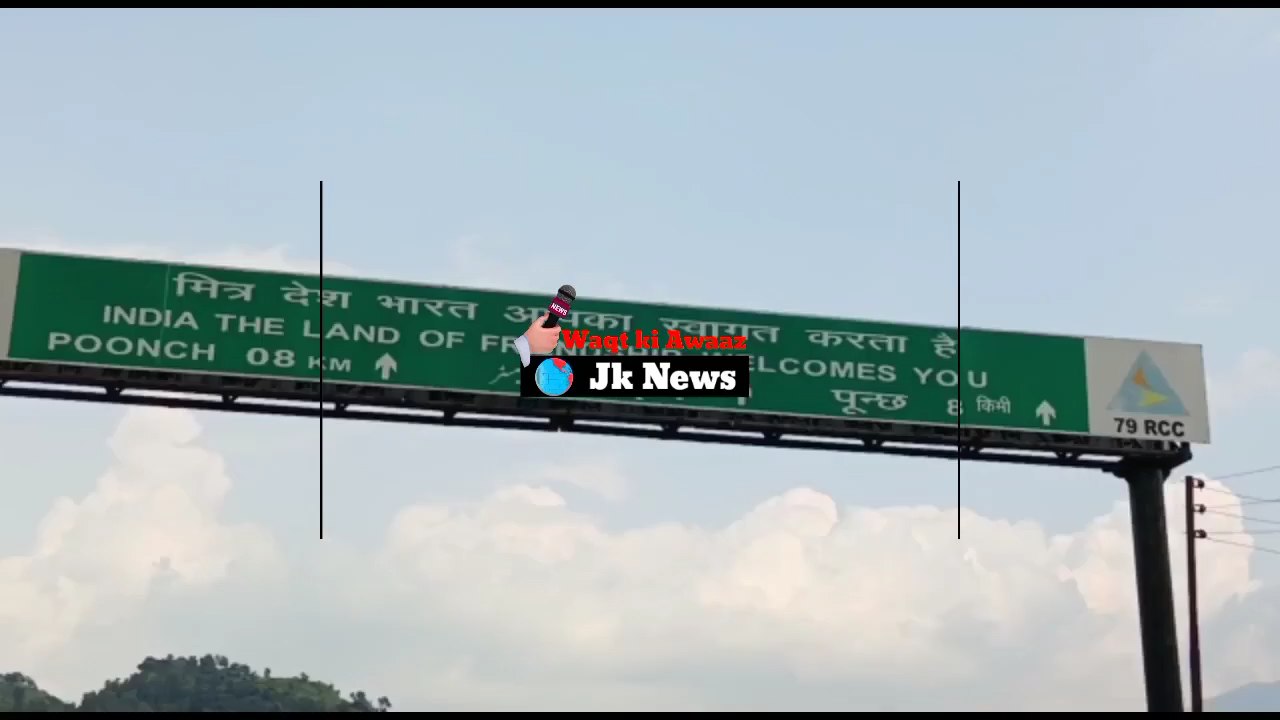 मित्र देश भारत आपका स्वागत करता है
INDIA THE LAND OF FRIENDSHIP WELCOMES YOU
POONCH 08 KM
पून्छ 8 किमी
79 RCC
NEWS
Waqt ki Awaaz
Jk News